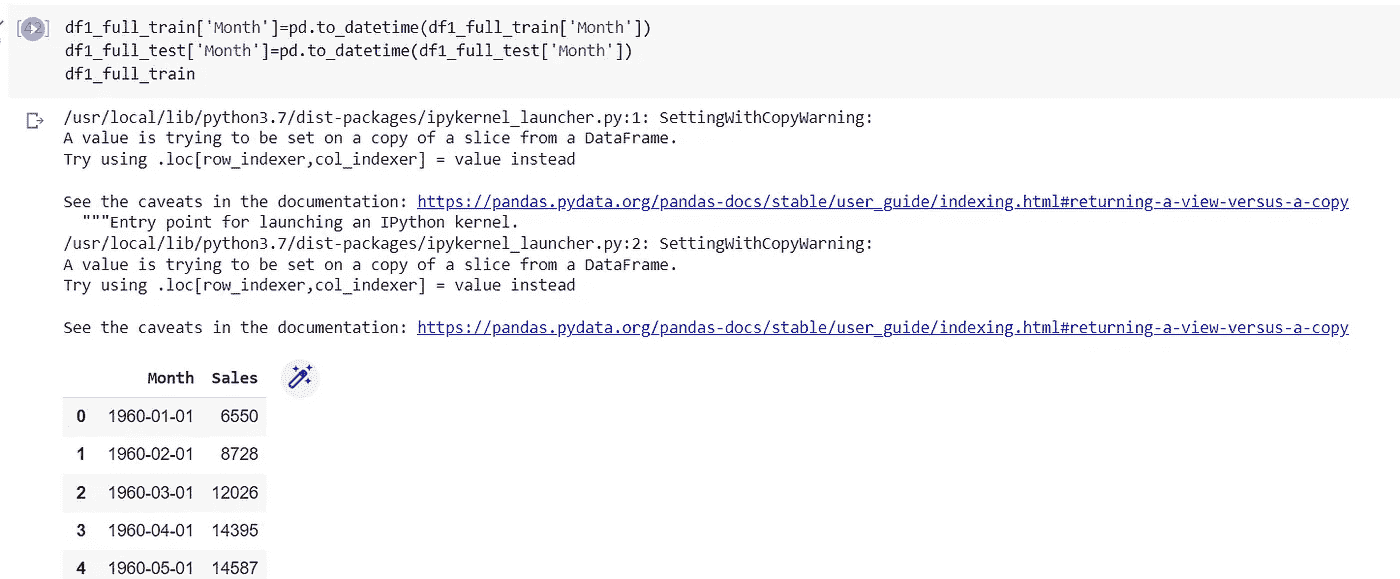 [42] df1_full_train['Month']=pd.to_datetime(df1_full_train['Month'])
df1_full_test['Month']=pd.to_datetime(df1_full_test['Month'])
df1_full_train
/usr/local/lib/python3.7/dist-packages/ipykernel_launcher.py:1: SettingWithCopyWarning:
A value is trying to be set on a copy of a slice from a DataFrame.
Try using .loc[row_indexer,col_indexer] = value instead
See the caveats in the documentation: https://pandas.pydata.org/pandas-docs/stable/user_guide/indexing.html#returning-a-view-versus-a-copy
"""Entry point for launching an IPython kernel.
/usr/local/lib/python3.7/dist-packages/ipykernel_launcher.py:2: SettingWithCopyWarning:
A value is trying to be set on a copy of a slice from a DataFrame.
Try using .loc[row_indexer,col_indexer] = value instead
See the caveats in the documentation: https://pandas.pydata.org/pandas-docs/stable/user_guide/indexing.html#returning-a-view-versus-a-copy
Month Sales
0 1960-01-01 6550
1 1960-02-01 8728
2 1960-03-01 12026
3 1960-04-01 14395
4 1960-05-01 14587